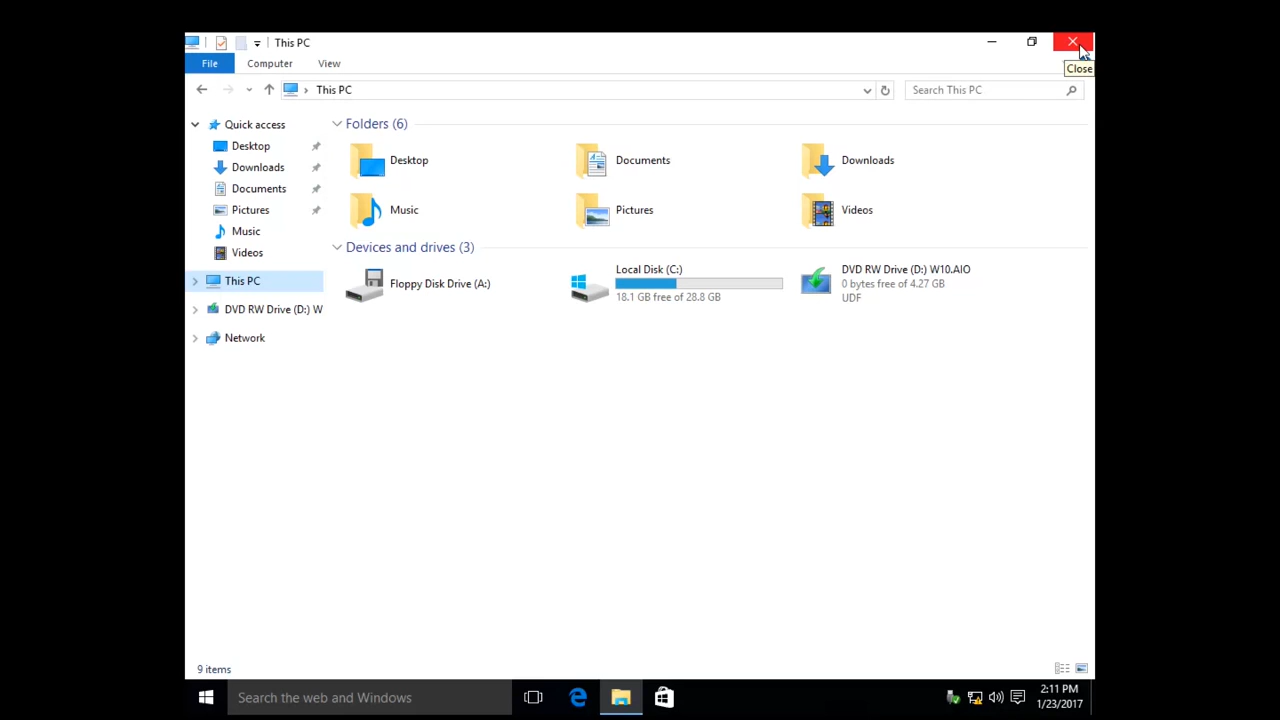 This PC
Close
File Computer View
This PC
Search This PC
Quick access
Desktop
Downloads
Documents
Pictures
Music
Videos
This PC
DVD RW Drive (D:) W
Network
Folders (6)
Desktop
Documents
Downloads
Music
Pictures
Videos
Devices and drives (3)
Floppy Disk Drive (A:)
Local Disk (C:)
18.1 GB free of 28.8 GB
DVD RW Drive (D:) W10.AIO
0 bytes free of 4.27 GB
UDF
9 items
Search the web and Windows
2:11 PM
1/23/2017